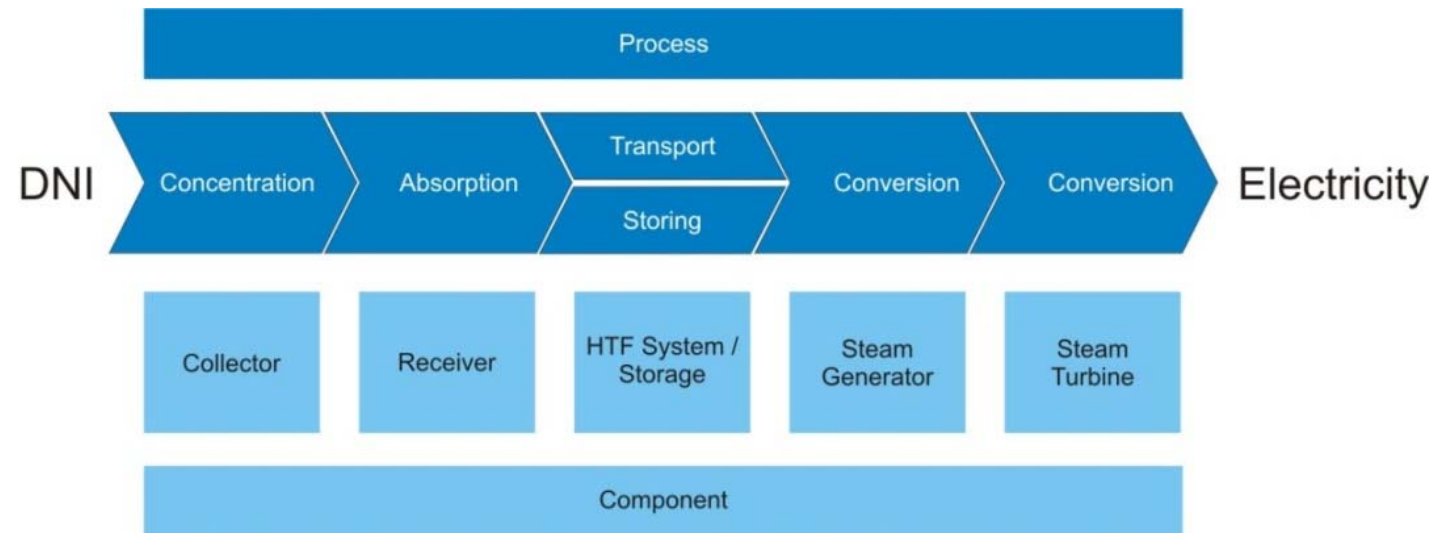 Process
DNI
Concentration
Absorption
Transport
Storing
Conversion
Conversion
Electricity
Collector
Receiver
HTF System /
Storage
Steam
Generator
Steam
Turbine
Component